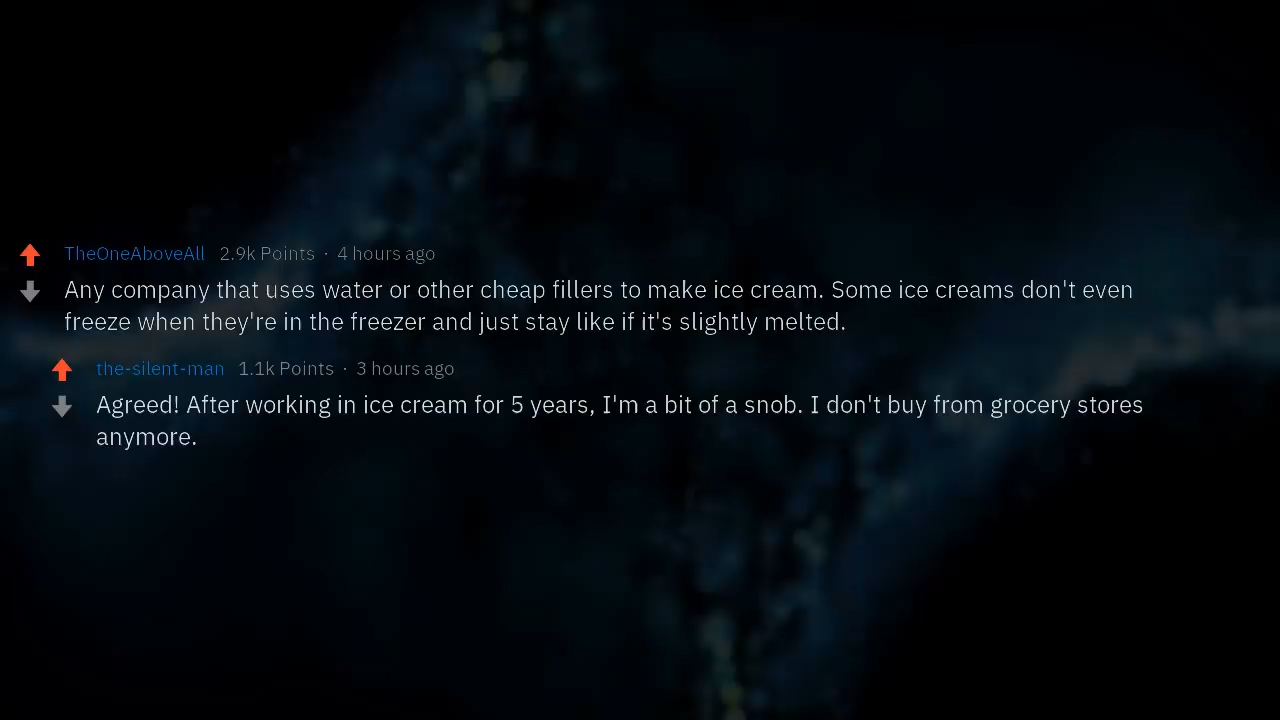 TheOneAboveAll 2.9k Points · 4 hours ago
Any company that uses water or other cheap fillers to make ice cream. Some ice creams don't even
freeze when they're in the freezer and just stay like if it's slightly melted.
the-silent-man 1.1k Points · 3 hours ago
Agreed! After working in ice cream for 5 years, I'm a bit of a snob. I don't buy from grocery stores
anymore.